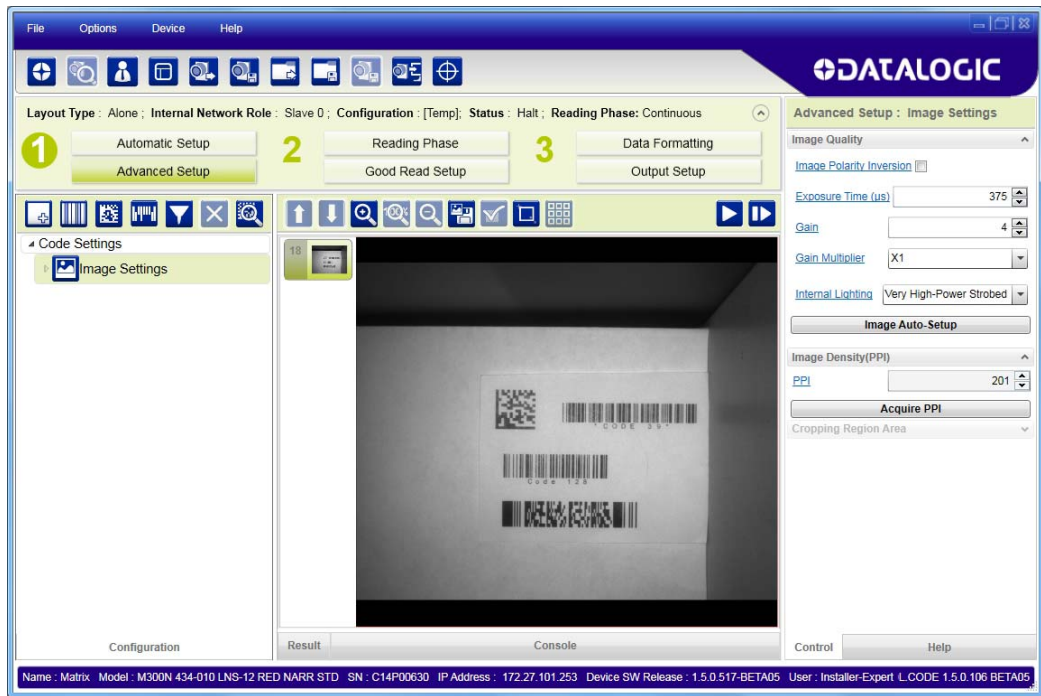 File Options Device Help
DATALOGIC
Layout Type : Alone ; Internal Network Role : Slave 0 ; Configuration : [Temp]; Status : Halt ; Reading Phase: Continuous
1 Automatic Setup 2 Reading Phase 3 Data Formatting
Advanced Setup Good Read Setup Output Setup
Code Settings
Image Settings
100%
18
*CODE 39*
Code 128
Configuration
Result Console
Advanced Setup : Image Settings
Image Quality
Image Polarity Inversion
Exposure Time (us) 375
Gain 4
Gain Multiplier X1
Internal Lighting Very High-Power Strobed
Image Auto-Setup
Image Density(PPI)
PPI 201
Acquire PPI
Cropping Region Area
Control Help
Name : Matrix Model : M300N 434-010 LNS-12 RED NARR STD SN : C14P00630 IP Address : 172.27.101.253 Device SW Release : 1.5.0.517-BETA05 User : Installer-Expert L.CODE 1.5.0.106 BETA05